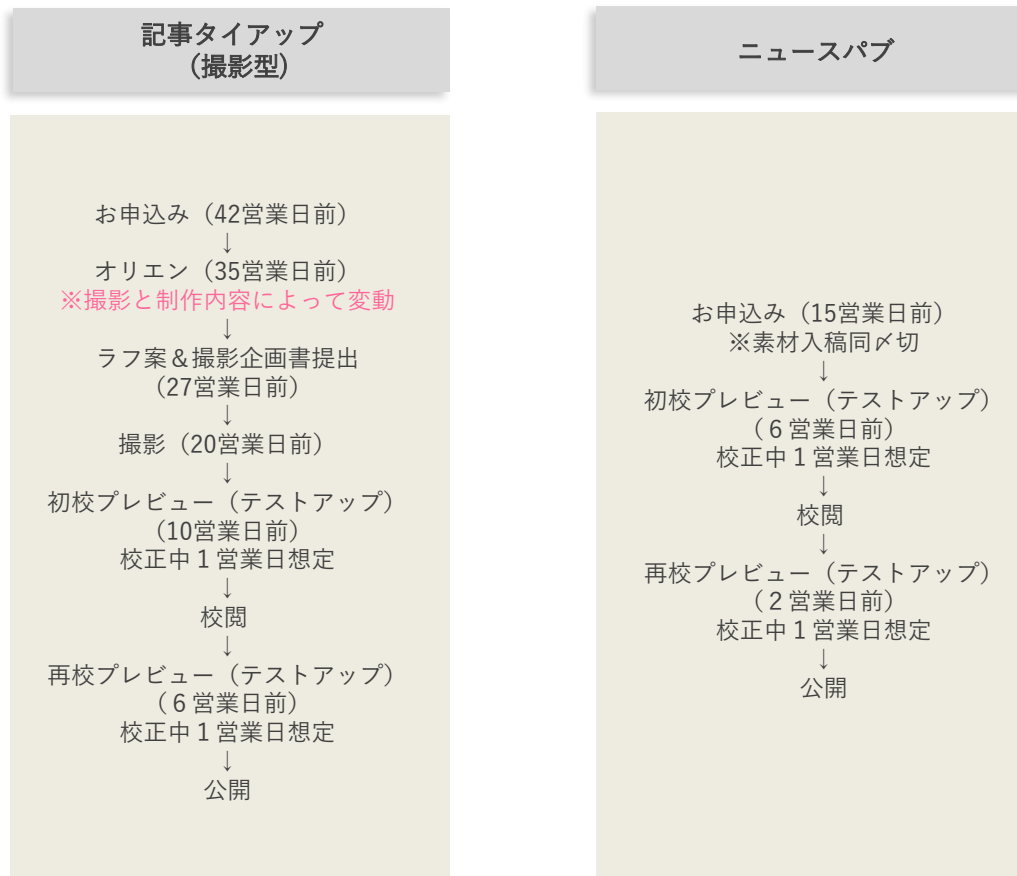 記事タイアップ
(撮影型)
お申込み（42営業日前）
↓
オリエン（35営業日前）
※撮影と制作内容によって変動
↓
ラフ案＆撮影企画書提出
（27営業日前）
↓
撮影（20営業日前）
↓
初校プレビュー（テストアップ）
（10営業日前）
校正中１営業日想定
↓
校閲
↓
再校プレビュー（テストアップ）
（６営業日前）
校正中１営業日想定
↓
公開
ニュースパブ
お申込み（15営業日前）
※素材入稿同〆切
↓
初校プレビュー（テストアップ）
（６営業日前）
校正中１営業日想定
↓
校閲
↓
再校プレビュー（テストアップ）
（２営業日前）
校正中１営業日想定
↓
公開